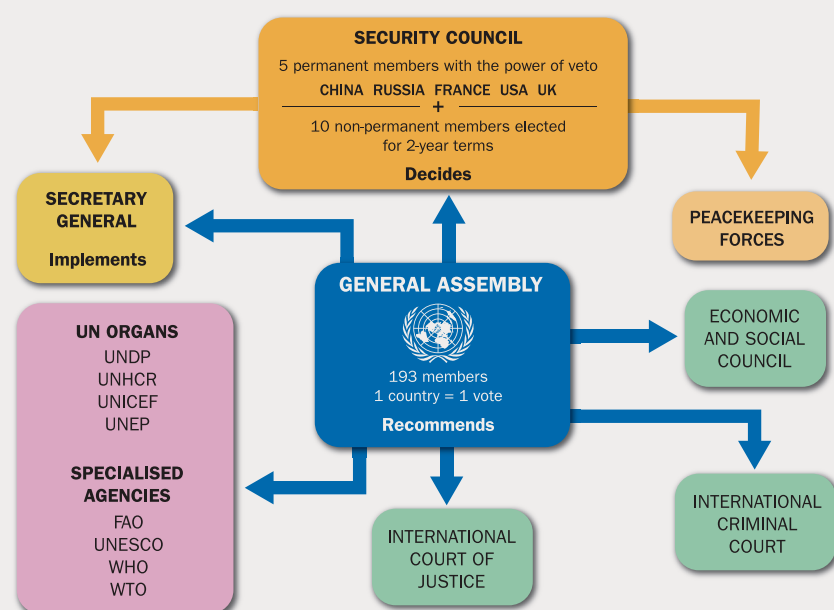 SECURITY COUNCIL
5 permanent members with the power of veto
CHINA RUSSIA FRANCE USA UK
+
10 non-permanent members elected
for 2-year terms
Decides
SECRETARY
GENERAL
Implements
PEACEKEEPING
FORCES
GENERAL ASSEMBLY
193 members
1 country = 1 vote
Recommends
ECONOMIC
AND SOCIAL
COUNCIL
UN ORGANS
UNDP
UNHCR
UNICEF
UNEP
SPECIALISED
AGENCIES
FAO
UNESCO
WHO
WTO
INTERNATIONAL
COURT OF
JUSTICE
INTERNATIONAL
CRIMINAL
COURT